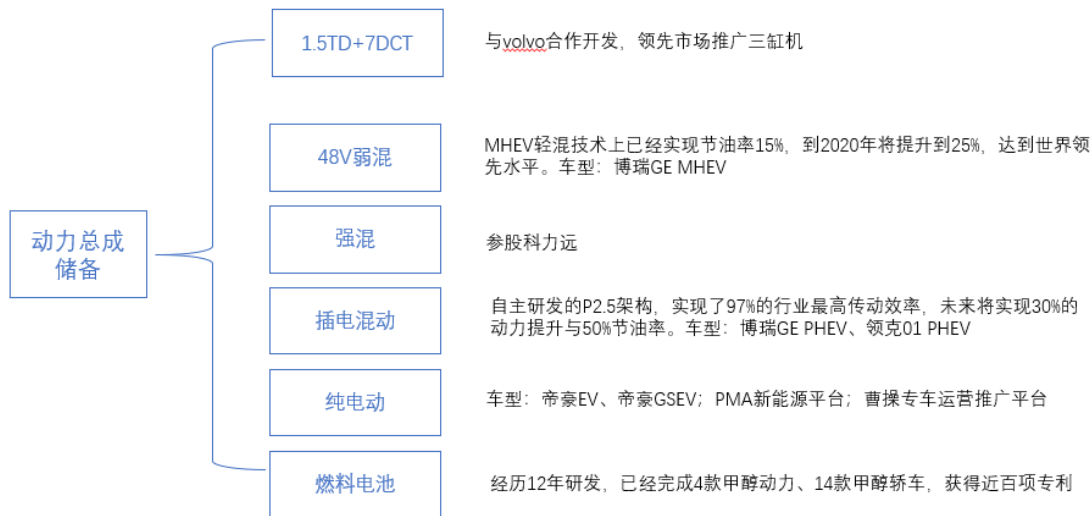 1.5TD+7DCT
与volvo合作开发，领先市场推广三缸机
48V弱混
MHEV轻混技术上已经实现节油率15%，到2020年将提升到25%，达到世界领
先水平。车型：博瑞GE MHEV
动力总成
储备
强混
参股科力远
插电混动
自主研发的P2.5架构，实现了97%的行业最高传动效率，未来将实现30%的
动力提升与50%节油率。车型：博瑞GE PHEV、领克01 PHEV
纯电动
车型：帝豪EV、帝豪GSEV；PMA新能源平台；曹操专车运营推广平台
燃料电池
经历12年研发，已经完成4款甲醇动力、14款甲醇轿车，获得近百项专利